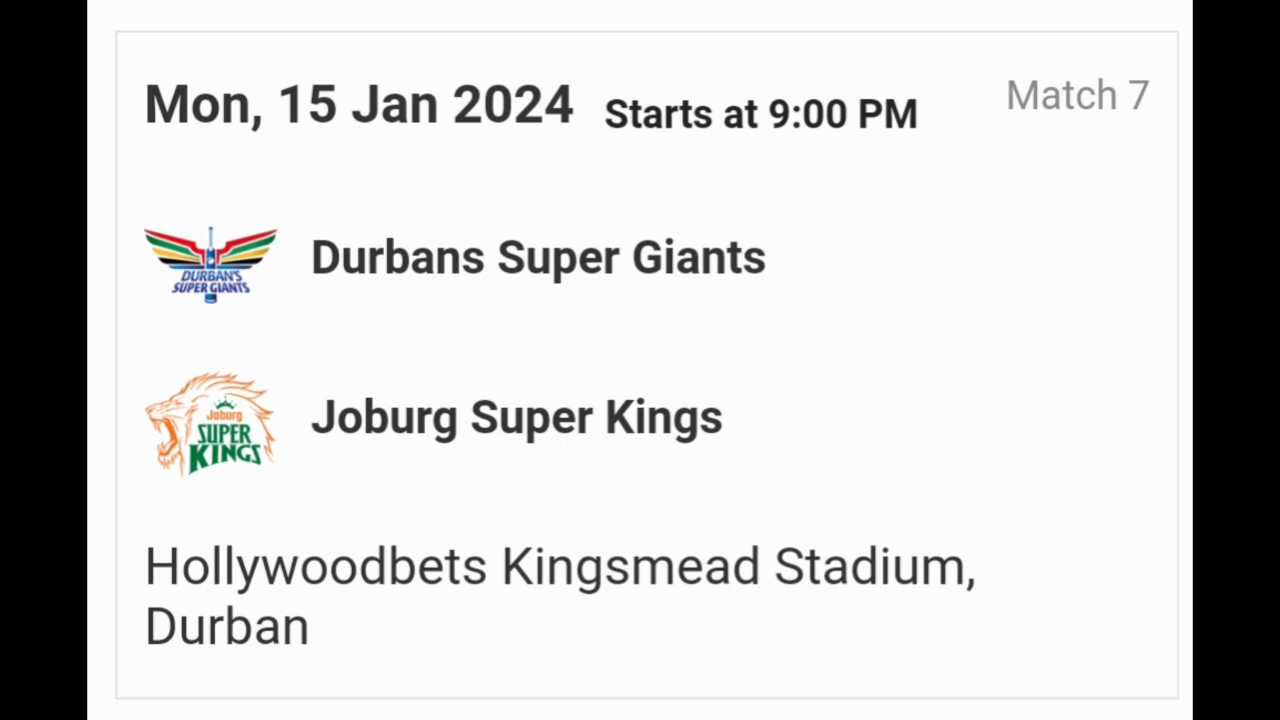 Mon, 15 Jan 2024 Starts at 9:00 PM Match 7
DURBAN'S
SUPER GIANTS
Durbans Super Giants
Joburg
SUPER
KINGS
Joburg Super Kings
Hollywoodbets Kingsmead Stadium,
Durban